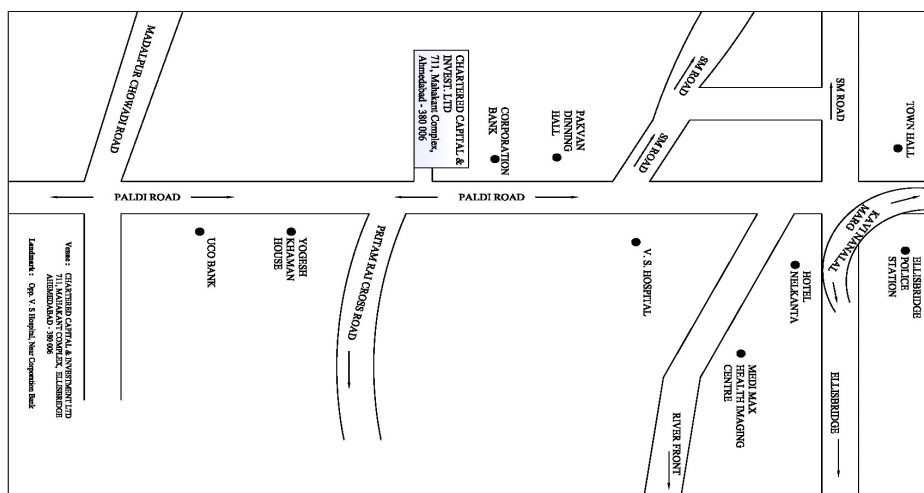 MADALPUR CHOWADI ROAD
CHARTERED CAPITAL &
INVEST. LTD
711, Mahakant Complex,
Ahmedabad - 380 006
CORPORATION
BANK
PAKVAN
DINNING
HALL
SM ROAD
SM ROAD
SM ROAD
TOWN HALL
PALDI ROAD
PALDI ROAD
KAVI NANALAL
MARG
ELLISBRIDGE
POLICE
STATION
UCO BANK
YOGESH
KHAMAN
HOUSE
PRITAM RAI CROSS ROAD
V. S. HOSPITAL
HOTEL
NELKANTA
MEDI MAX
HEALTH IMAGING
CENTRE
RIVER FRONT
ELLISBRIDGE
Venue : CHARTERED CAPITAL & INVESTMENT LTD
711, MAHAKANT COMPLEX, ELLISBRIDGE
AHEMEDABAD - 380 006
Landmark : Opp. V. S Hospital, Near Corporation Bank